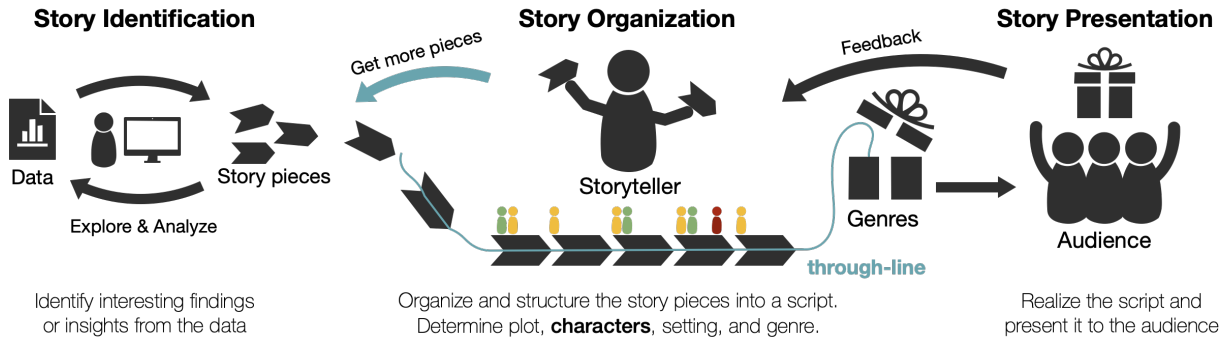 Story Identification
Story Organization
Story Presentation
Get more pieces
Feedback
Data
Story pieces
Explore & Analyze
Storyteller
Genres
through-line
Audience
Identify interesting findings
or insights from the data
Organize and structure the story pieces into a script.
Determine plot, characters, setting, and genre.
Realize the script and
present it to the audience